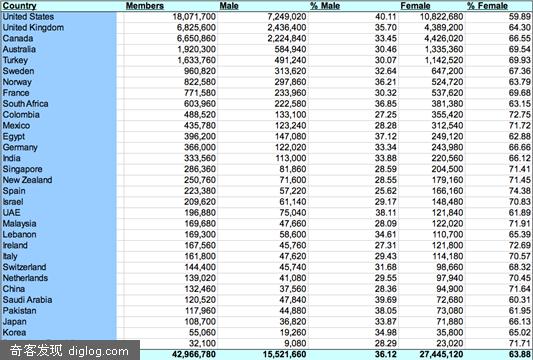 Country Members Male % Male Female % Female
United States 18,071,700 7,249,020 40.11 10,822,680 59.89
United Kingdom 6,825,600 2,436,400 35.70 4,389,200 64.30
Canada 6,650,860 2,224,840 33.45 4,426,020 66.55
Australia 1,920,300 584,940 30.46 1,335,360 69.54
Turkey 1,633,760 491,240 30.07 1,142,520 69.93
Sweden 960,820 313,620 32.64 647,200 67.36
Norway 822,580 297,860 36.21 524,720 63.79
France 771,580 233,960 30.32 537,620 69.68
South Africa 603,960 222,580 36.85 381,380 63.15
Colombia 488,520 133,100 27.25 355,420 72.75
Mexico 435,780 123,240 28.28 312,540 71.72
Egypt 396,200 147,080 37.12 249,120 62.88
Germany 366,000 122,020 33.34 243,980 66.66
India 333,560 113,000 33.88 220,560 66.12
Singapore 286,360 81,860 28.59 204,500 71.41
New Zealand 250,760 71,600 28.55 179,160 71.45
Spain 223,380 57,220 25.62 166,160 74.38
Israel 209,620 61,140 29.17 148,480 70.83
UAE 196,880 75,040 38.11 121,840 61.89
Malaysia 169,680 47,660 28.09 122,020 71.91
Lebanon 169,300 58,600 34.61 110,700 65.39
Ireland 167,560 45,760 27.31 121,800 72.69
Italy 161,800 47,620 29.43 114,180 70.57
Switzerland 144,400 45,740 31.68 98,660 68.32
Netherlands 139,020 41,080 29.55 97,940 70.45
China 132,460 37,560 28.36 94,900 71.64
Saudi Arabia 120,520 47,840 39.69 72,680 60.31
Pakistan 117,960 44,880 38.05 73,080 61.95
Japan 108,700 36,820 33.87 71,880 66.13
Korea 55,060 19,260 34.98 35,800 65.02
32,100 9,080 28.29 23,020 71.71
42,966,780 15,521,660 36.12 27,445,120 63.88
奇客发现 diglog.com